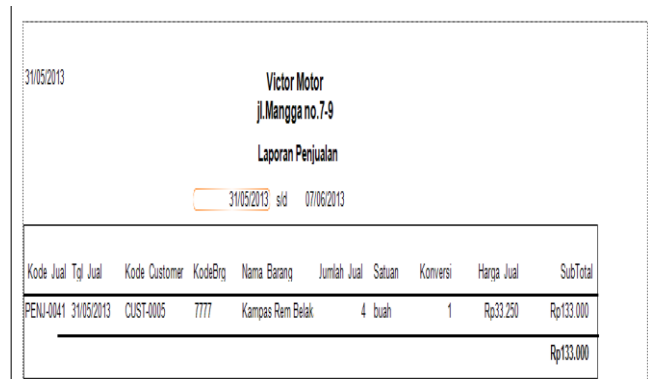 31/05/2013
Victor Motor
jl.Mangga no.7-9
Laporan Penjualan
31/05/2013 s/d 07/06/2013
Kode Jual Tgl Jual Kode Customer KodeBrg Nama Barang Jumlah Jual Satuan Konversi Harga Jual SubTotal
PENJ-0041 31/05/2013 CUST-0005 7777 Kampas Rem Belak 4 buah 1 Rp33.250 Rp133.000
Rp133.000